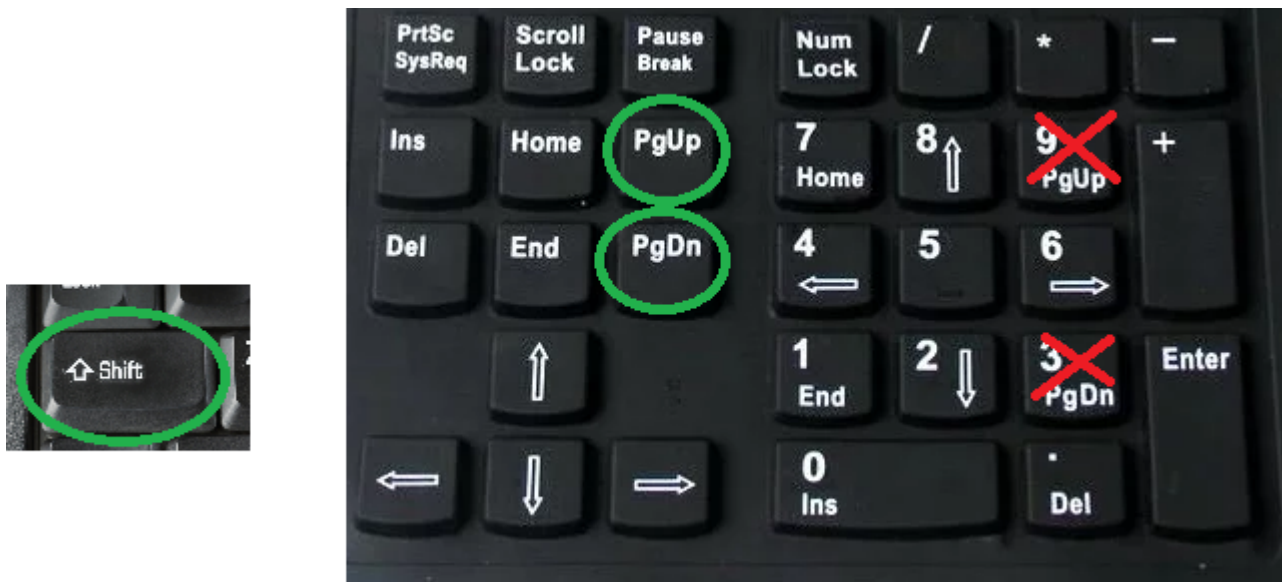 PrtSc Scroll Pause Num / * −
SysReq Lock Break Lock
Ins Home PgUp 7 8 9 +
Home PgUp
Del End PgDn 4 5 6
Shift
1 2 3 Enter
End PgDn
0 .
Ins Del